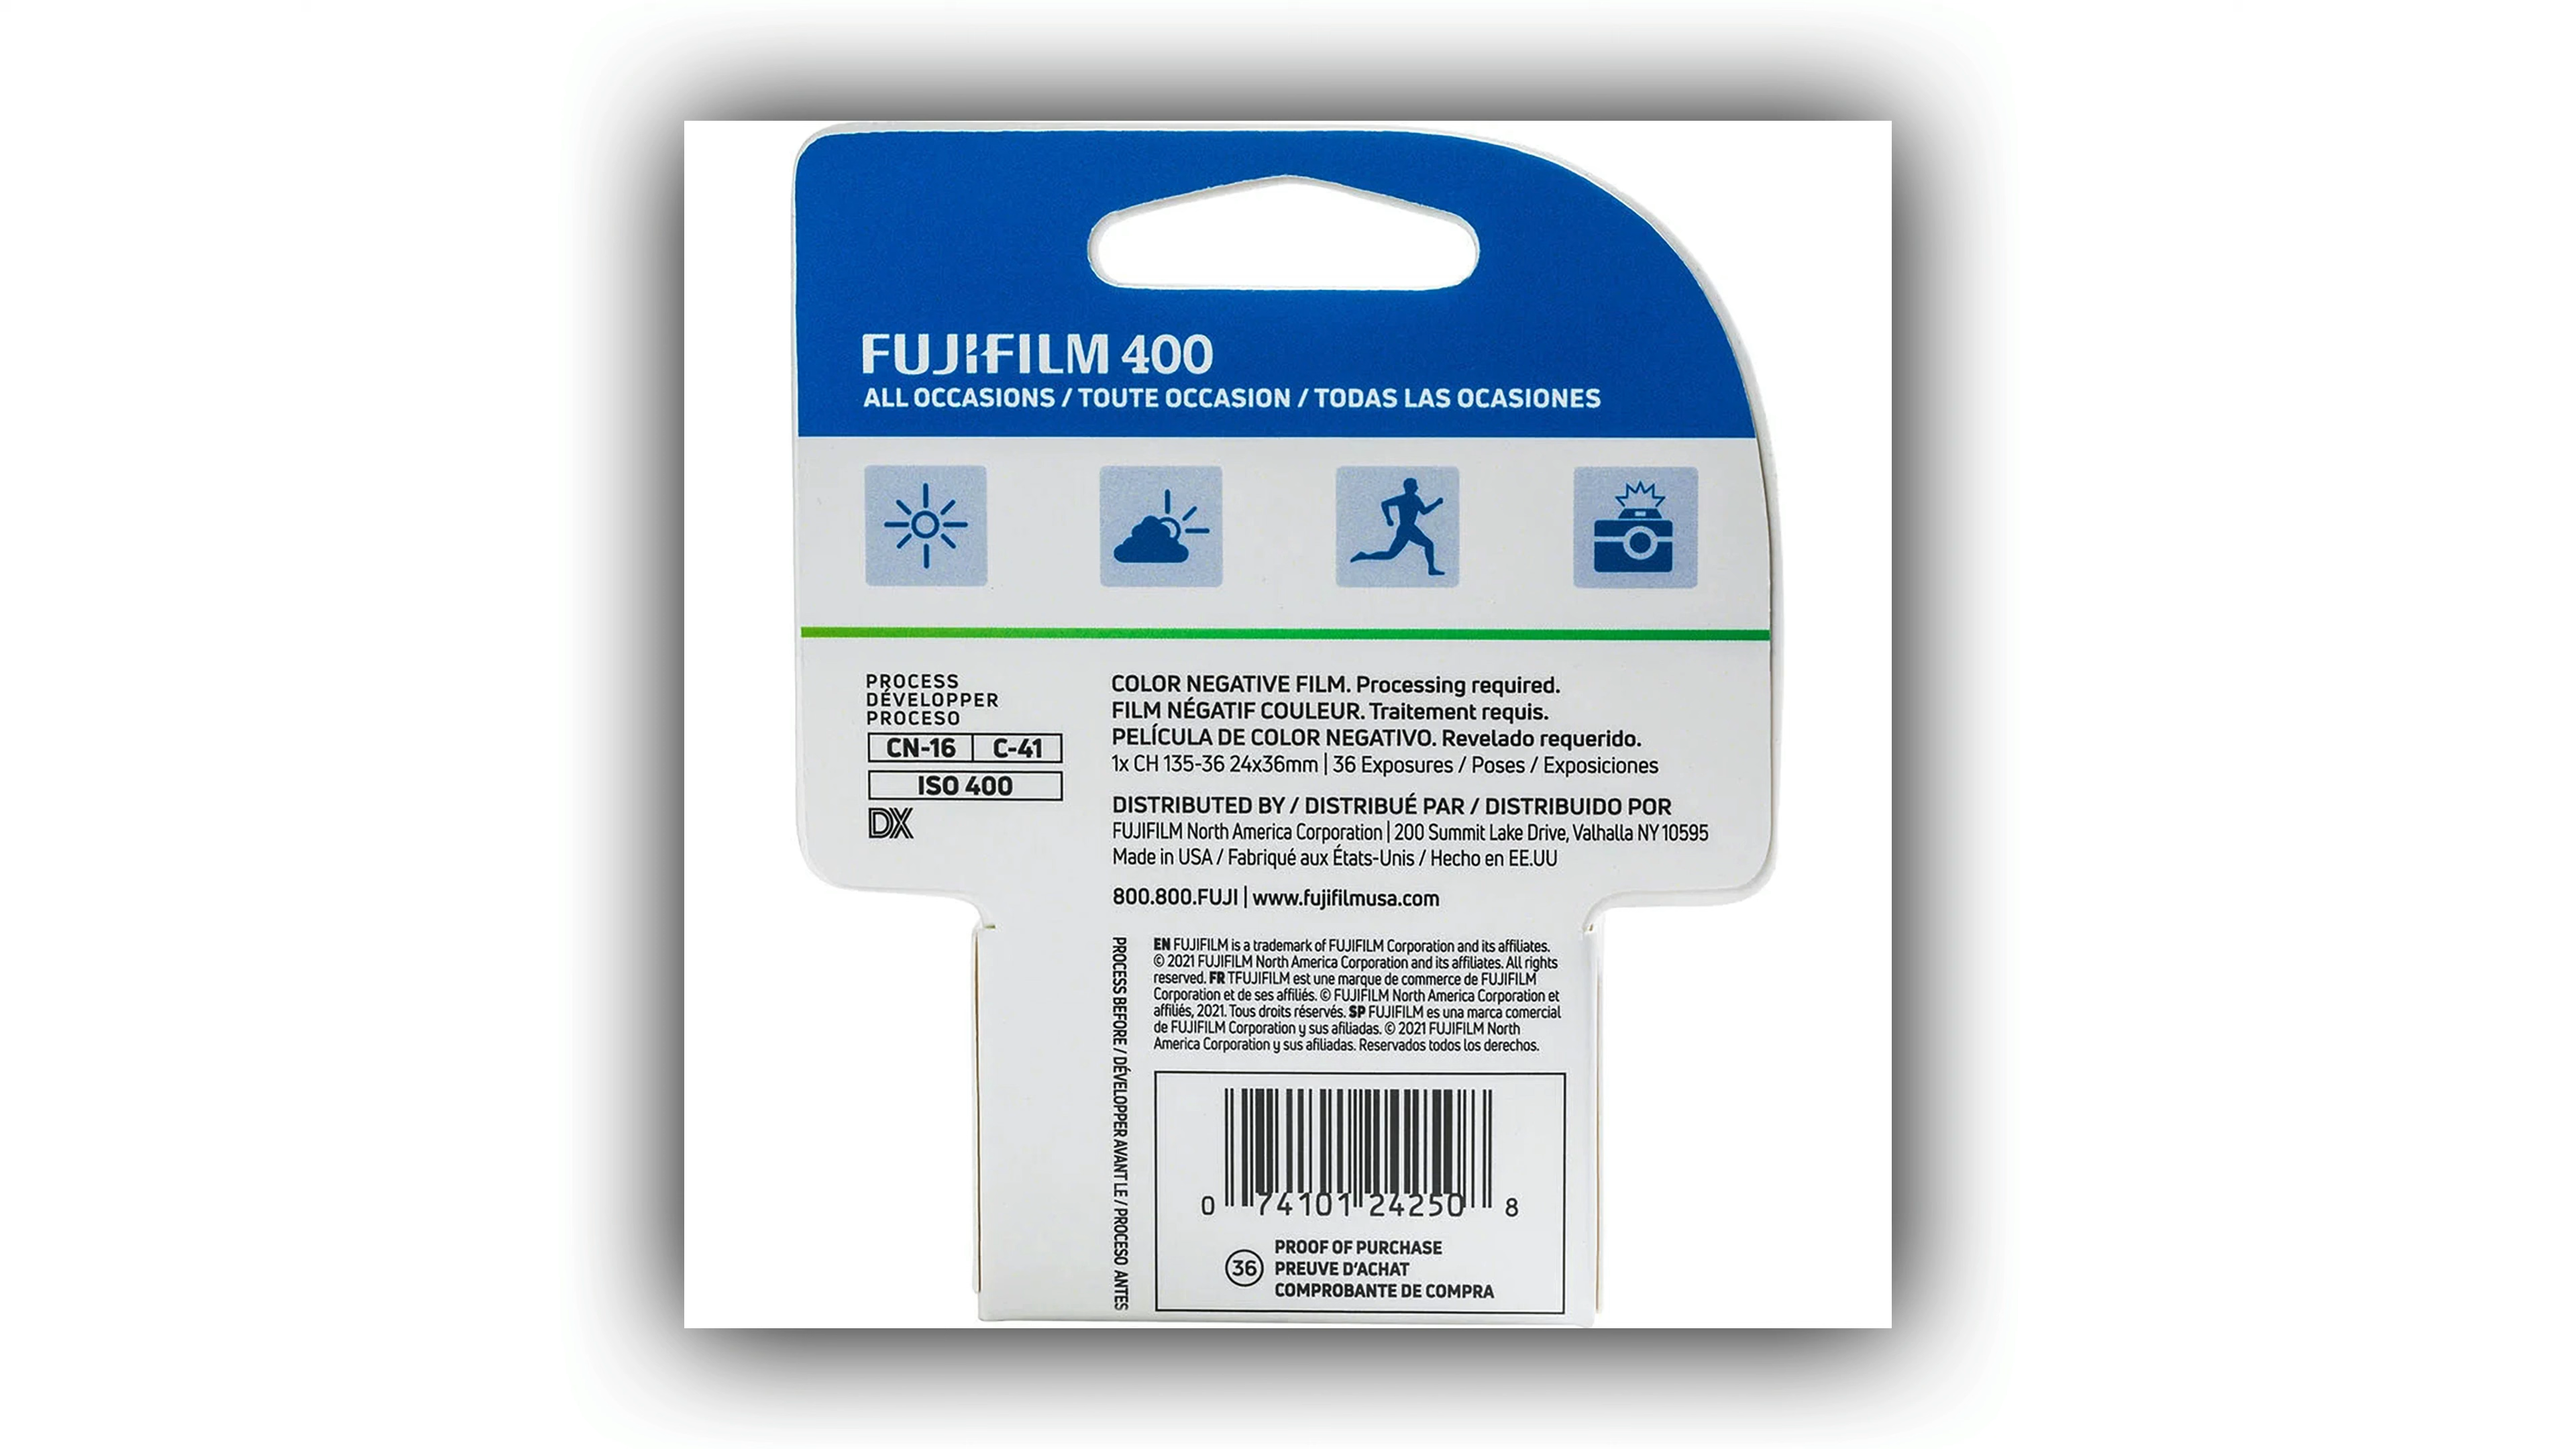 FUJIFILM 400
ALL OCCASIONS / TOUTE OCCASION / TODAS LAS OCASIONES
PROCESS
DÉVELOPPER
PROCESO
CN-16 C-41
ISO 400
DX
COLOR NEGATIVE FILM. Processing required.
FILM NÉGATIF COULEUR. Traitement requis.
PELÍCULA DE COLOR NEGATIVO. Revelado requerido.
1x CH 135-36 24x36mm | 36 Exposures / Poses / Exposiciones
DISTRIBUTED BY / DISTRIBUÉ PAR / DISTRIBUIDO POR
FUJIFILM North America Corporation | 200 Summit Lake Drive, Valhalla NY 10595
Made in USA / Fabriqué aux États-Unis / Hecho en EE.UU
800.800.FUJI | www.fujifilmusa.com
PROCESS BEFORE / DÉVELOPPER AVANT LE / PROCESO ANTES
EN FUJIFILM is a trademark of FUJIFILM Corporation and its affiliates.
© 2021 FUJIFILM North America Corporation and its affiliates. All rights
reserved. FR TFUJIFILM est une marque de commerce de FUJIFILM
Corporation et de ses affiliés. © FUJIFILM North America Corporation et
affiliés, 2021. Tous droits réservés. SP FUJIFILM es una marca comercial
de FUJIFILM Corporation y sus afiliadas. © 2021 FUJIFILM North
America Corporation y sus afiliadas. Reservados todos los derechos.
0 74101 24250 8
36
PROOF OF PURCHASE
PREUVE D'ACHAT
COMPROBANTE DE COMPRA